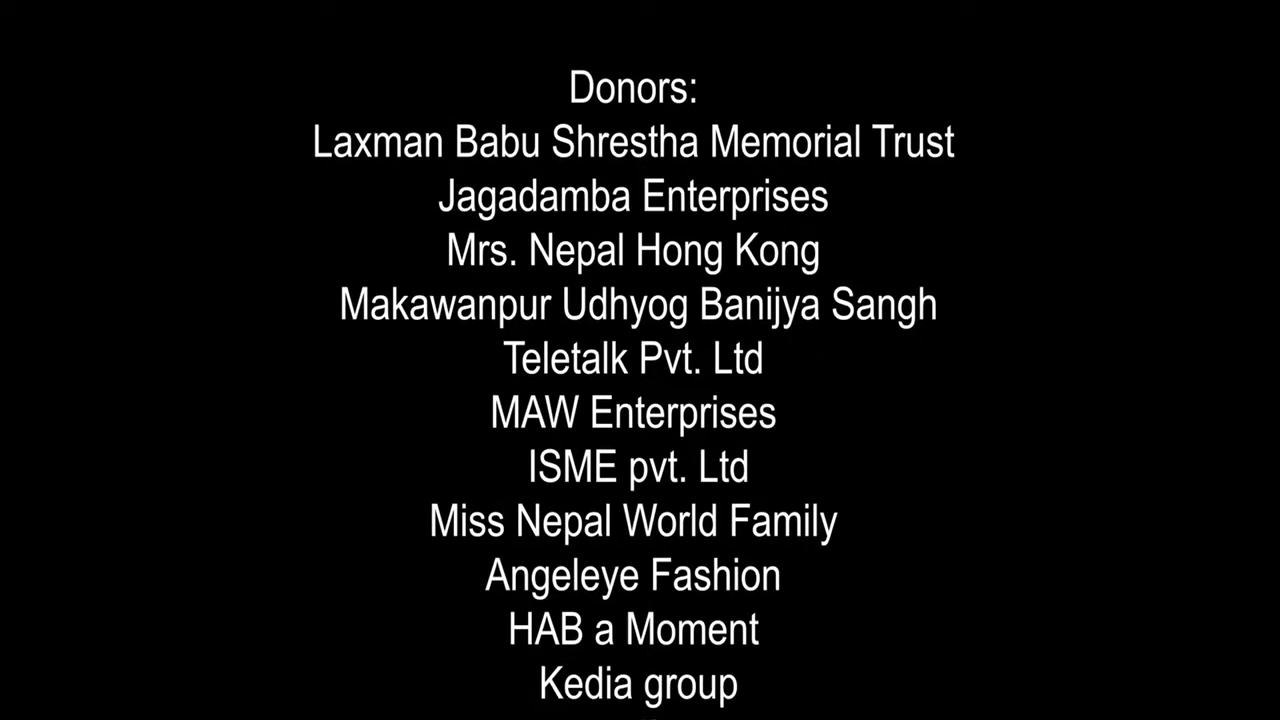 Donors:
Laxman Babu Shrestha Memorial Trust
Jagadamba Enterprises
Mrs. Nepal Hong Kong
Makawanpur Udhyog Banijya Sangh
Teletalk Pvt. Ltd
MAW Enterprises
ISME pvt. Ltd
Miss Nepal World Family
Angeleye Fashion
HAB a Moment
Kedia group